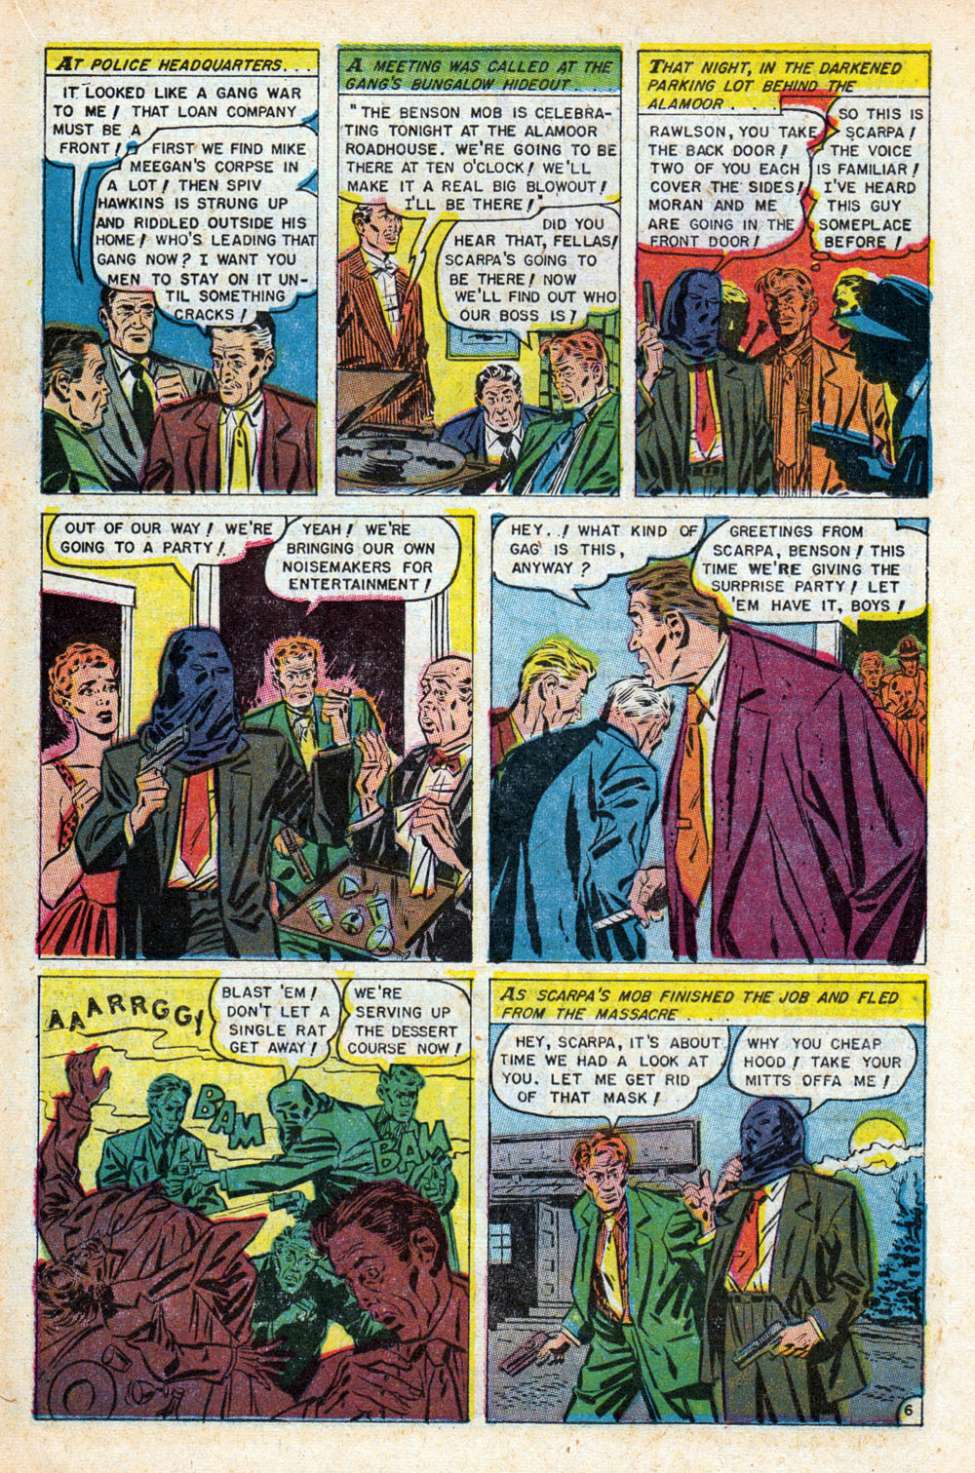 AT POLICE HEADQUARTERS...
IT LOOKED LIKE A GANG WAR
TO ME! THAT LOAN COMPANY
MUST BE A
FRONT!
FIRST WE FIND MIKE
MEEGAN'S CORPSE IN
A LOT! THEN SPIV
HAWKINS IS STRUNG UP
AND RIDDLED OUTSIDE HIS
HOME! WHO'S LEADING THAT
GANG NOW? I WANT YOU
MEN TO STAY ON IT UN-
TIL SOMETHING
CRACKS!
A MEETING WAS CALLED AT THE
GANG'S BUNGALOW HIDEOUT...
"THE BENSON MOB IS CELEBRA-
TING TONIGHT AT THE ALAMOOR
ROADHOUSE. WE'RE GOING TO BE
THERE AT TEN O'CLOCK! WE'LL
MAKE IT A REAL BIG BLOWOUT!
I'LL BE THERE!"
DID YOU
HEAR THAT, FELLAS!
SCARPA'S GOING TO
BE THERE! NOW
WE'LL FIND OUT WHO
OUR BOSS IS!
THAT NIGHT, IN THE DARKENED
PARKING LOT BEHIND THE
ALAMOOR....
RAWLSON, YOU TAKE
THE BACK DOOR!
TWO OF YOU EACH
COVER THE SIDES!
MORAN AND ME
ARE GOING IN THE
FRONT DOOR!
SO THIS IS
SCARPA!
THE VOICE
IS FAMILIAR!
I'VE HEARD
THIS GUY
SOMEPLACE
BEFORE!
OUT OF OUR WAY! WE'RE
GOING TO A PARTY!
YEAH! WE'RE
BRINGING OUR OWN
NOISEMAKERS FOR
ENTERTAINMENT!
HEY..! WHAT KIND OF
GAG IS THIS,
ANYWAY?
GREETINGS FROM
SCARPA, BENSON! THIS
TIME WE'RE GIVING THE
SURPRISE PARTY! LET
'EM HAVE IT, BOYS!
AAARRGG!
BLAST 'EM!
DON'T LET A
SINGLE RAT
GET AWAY!
WE'RE
SERVING UP
THE DESSERT
COURSE NOW!
BAM
BAM
AS SCARPA'S MOB FINISHED THE JOB AND FLED
FROM THE MASSACRE....
HEY, SCARPA, IT'S ABOUT
TIME WE HAD A LOOK AT
YOU. LET ME GET RID
OF THAT MASK!
WHY YOU CHEAP
HOOD! TAKE YOUR
MITTS OFFA ME!
6